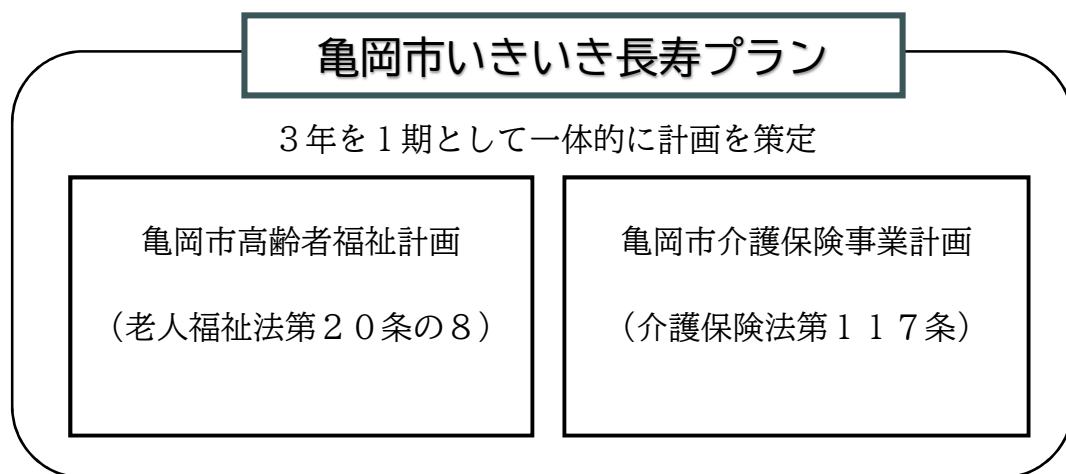 亀岡市いきいき長寿プラン
３年を１期として一体的に計画を策定
亀岡市高齢者福祉計画
（老人福祉法第２０条の８）
亀岡市介護保険事業計画
（介護保険法第１１７条）